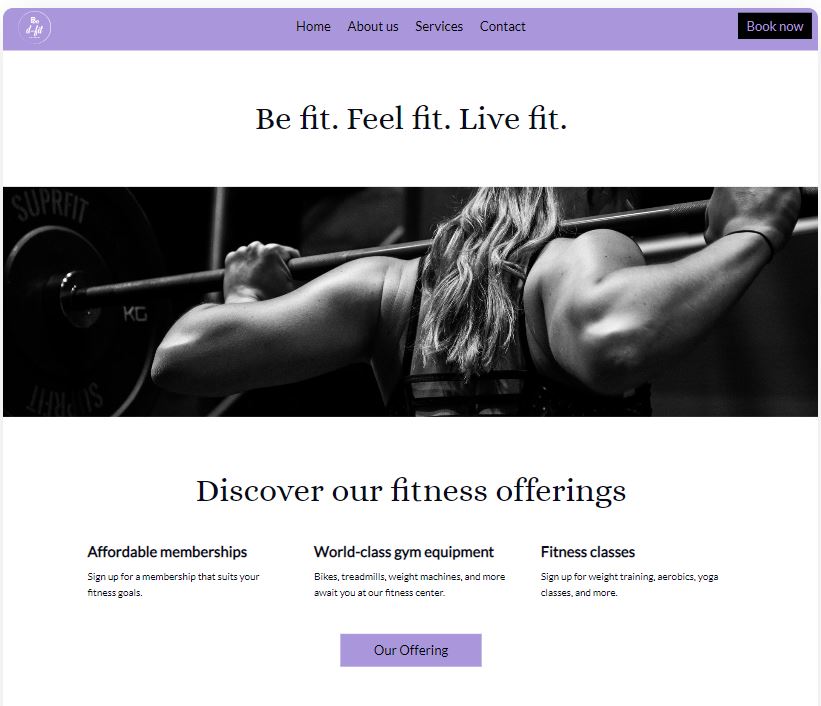 Be
d-fit
Home About us Services Contact
Book now
Be fit. Feel fit. Live fit.
SUPRFIT
KG
SUPRFIT
Discover our fitness offerings
Affordable memberships
Sign up for a membership that suits your
fitness goals.
World-class gym equipment
Bikes, treadmills, weight machines, and more
await you at our fitness center.
Fitness classes
Sign up for weight training, aerobics, yoga
classes, and more.
Our Offering